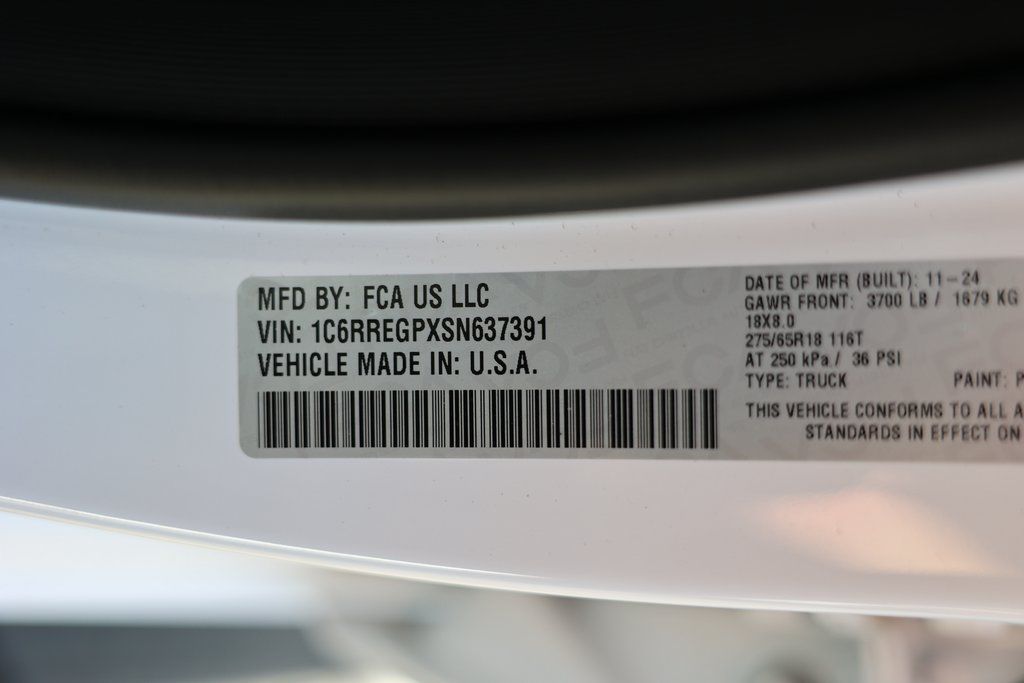 MFD BY: FCA US LLC
VIN: 1C6RREGPXSN637391
VEHICLE MADE IN: U.S.A.
DATE OF MFR (BUILT): 11-24
GAWR FRONT: 3700 LB / 1679 KG
18X8.0
275/65R18 116T
AT 250 kPa / 36 PSI
TYPE: TRUCK PAINT: P
THIS VEHICLE CONFORMS TO ALL A
STANDARDS IN EFFECT ON